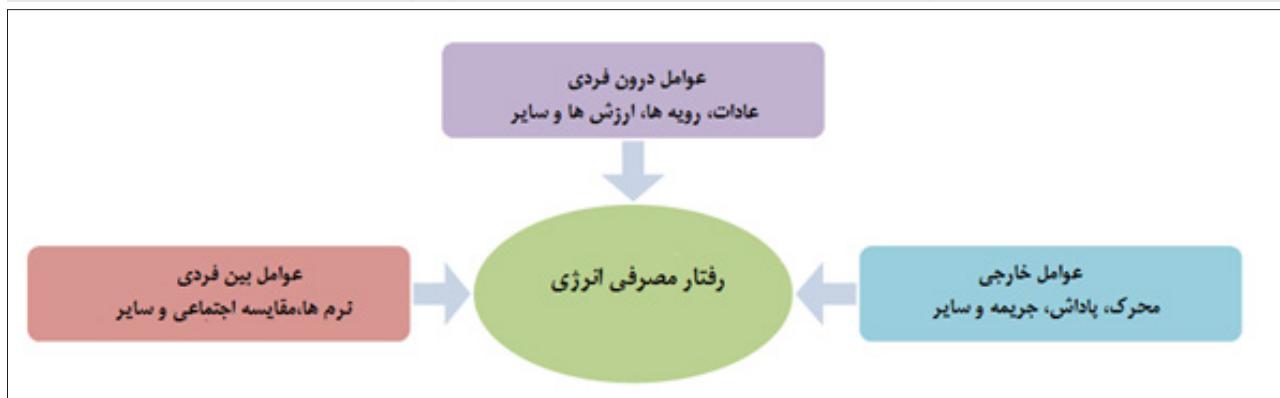 عوامل درون فردی
عادات، رویه ها، ارزش ها و سایر
عوامل خارجی
محرک، پاداش، جریمه و سایر
رفتار مصرفی انرژی
عوامل بین فردی
نرم ها،مقایسه اجتماعی و سایر